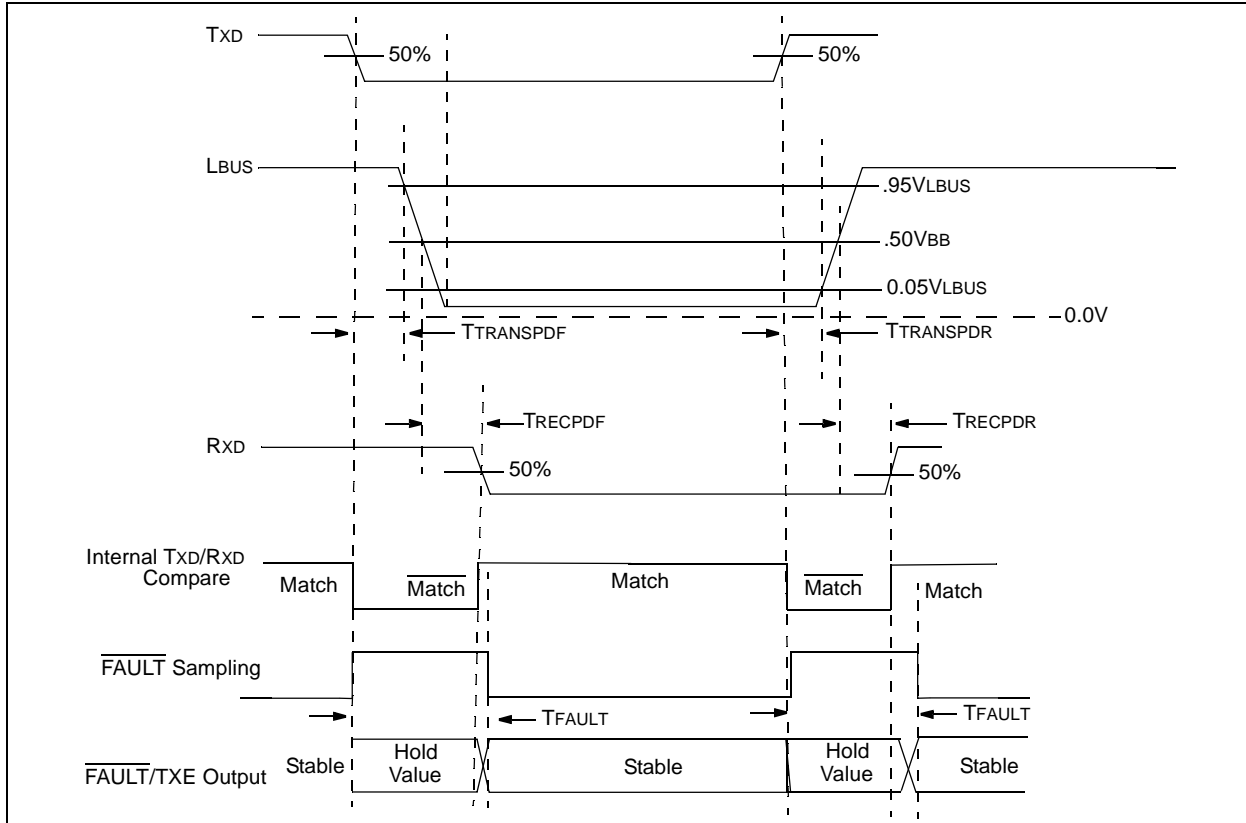 TXD
50%
50%
LBUS
.95VLBUS
.50VBB
0.05VLBUS
0.0V
TTRANSPDF
TTRANSPDR
TRECPDF
TRECPDR
RXD
50%
50%
Internal TXD/RXD
Compare
Match
Match
Match
Match
Match
FAULT Sampling
TFAULT
TFAULT
FAULT/TXE Output
Stable
Hold
Value
Stable
Hold
Value
Stable